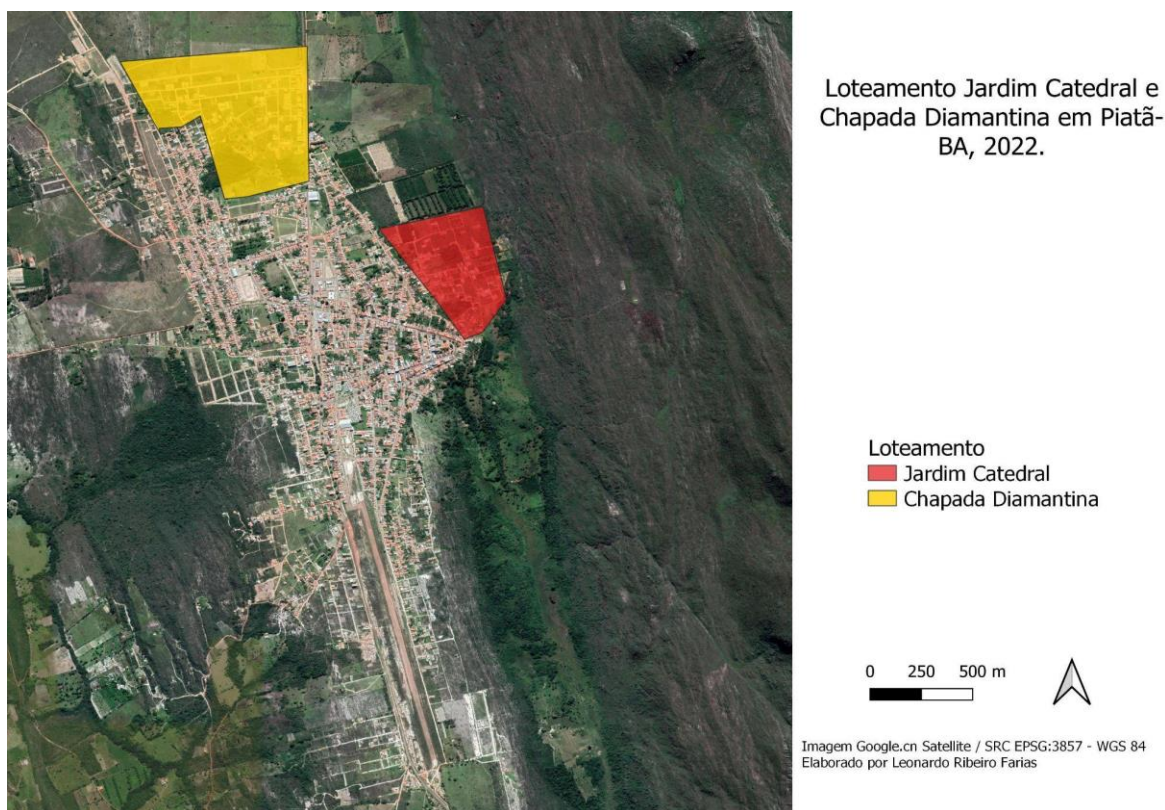 Loteamento Jardim Catedral e
Chapada Diamantina em Piatã-
BA, 2022.
Loteamento
Jardim Catedral
Chapada Diamantina
0 250 500 m
Imagem Google.cn Satellite / SRC EPSG:3857 - WGS 84
Elaborado por Leonardo Ribeiro Farias